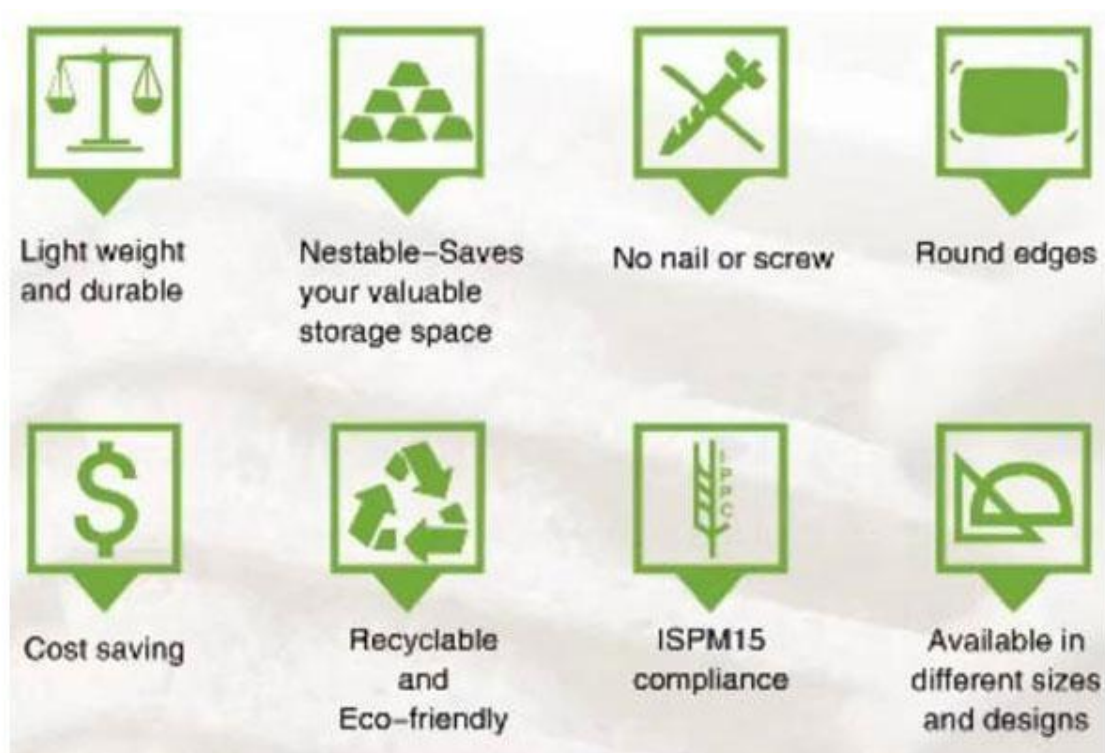 Light weight
and durable
Nestable–Saves
your valuable
storage space
No nail or screw
Round edges
Cost saving
Recyclable
and
Eco–friendly
IPPC
ISPM15
compliance
Available in
different sizes
and designs